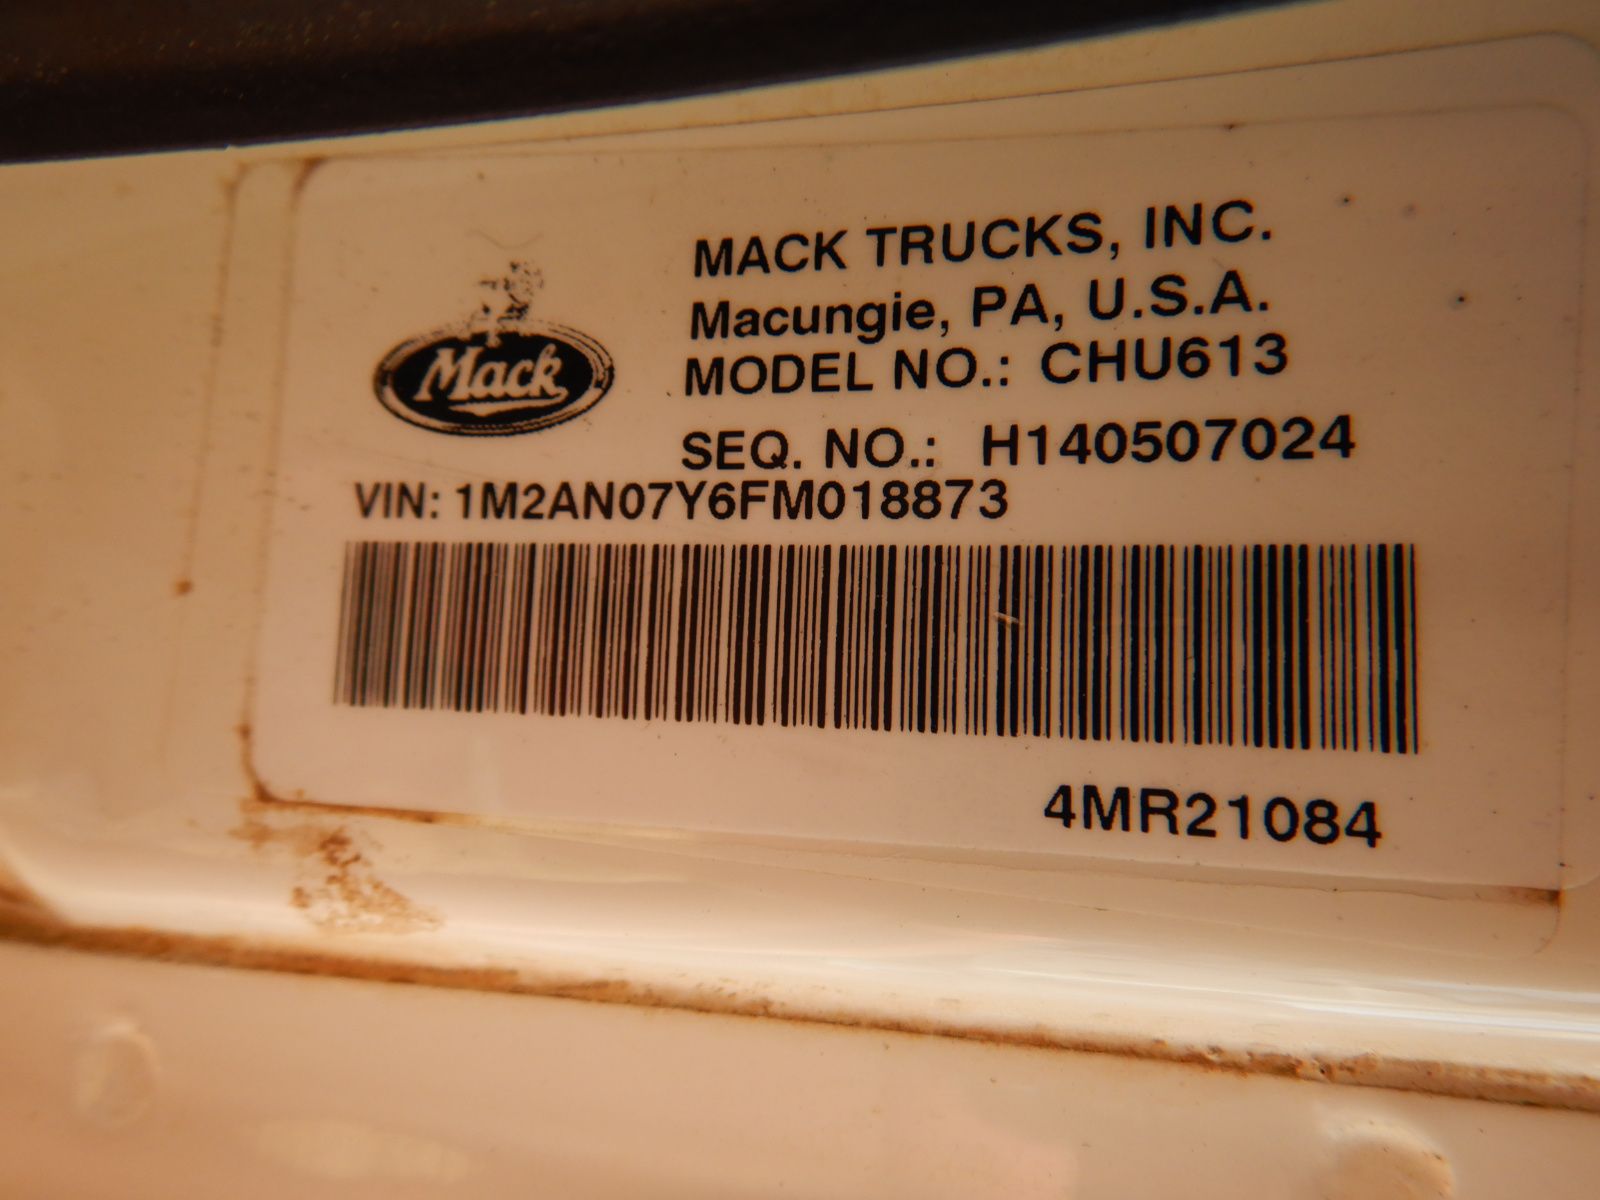 MACK TRUCKS, INC.
Macungie, PA, U.S.A.
Mack
MODEL NO.: CHU613
SEQ. NO.: H140507024
VIN: 1M2AN07Y6FM018873
4MR21084